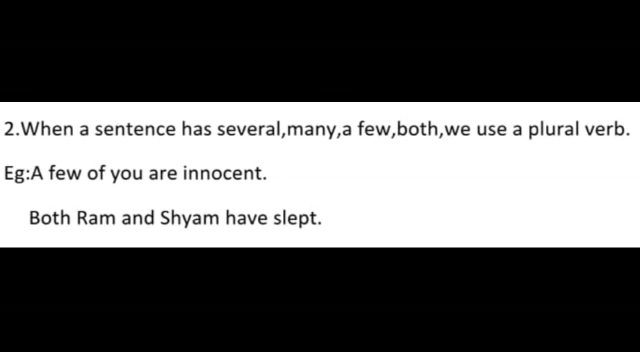 2.When a sentence has several,many,a few,both,we use a plural verb.
Eg:A few of you are innocent.
Both Ram and Shyam have slept.